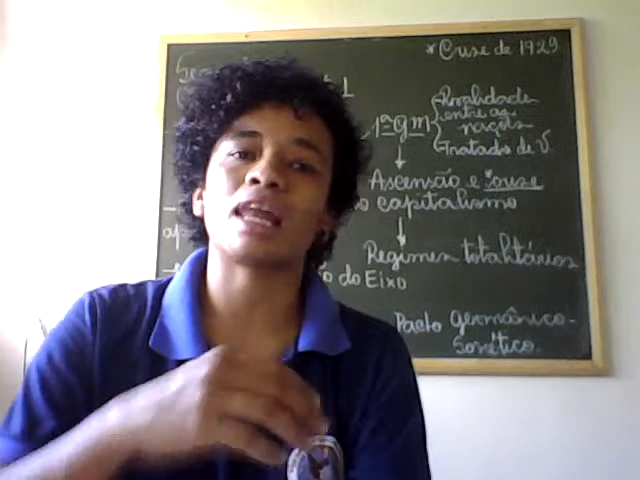 *Crise de 1929
Rivalidade
entre as
nações
1ª GM
Tratado de V.
Ascensão e *crise
capitalismo
Regimes totalitários
do Eixo
Pacto Germânico-
Soviético.